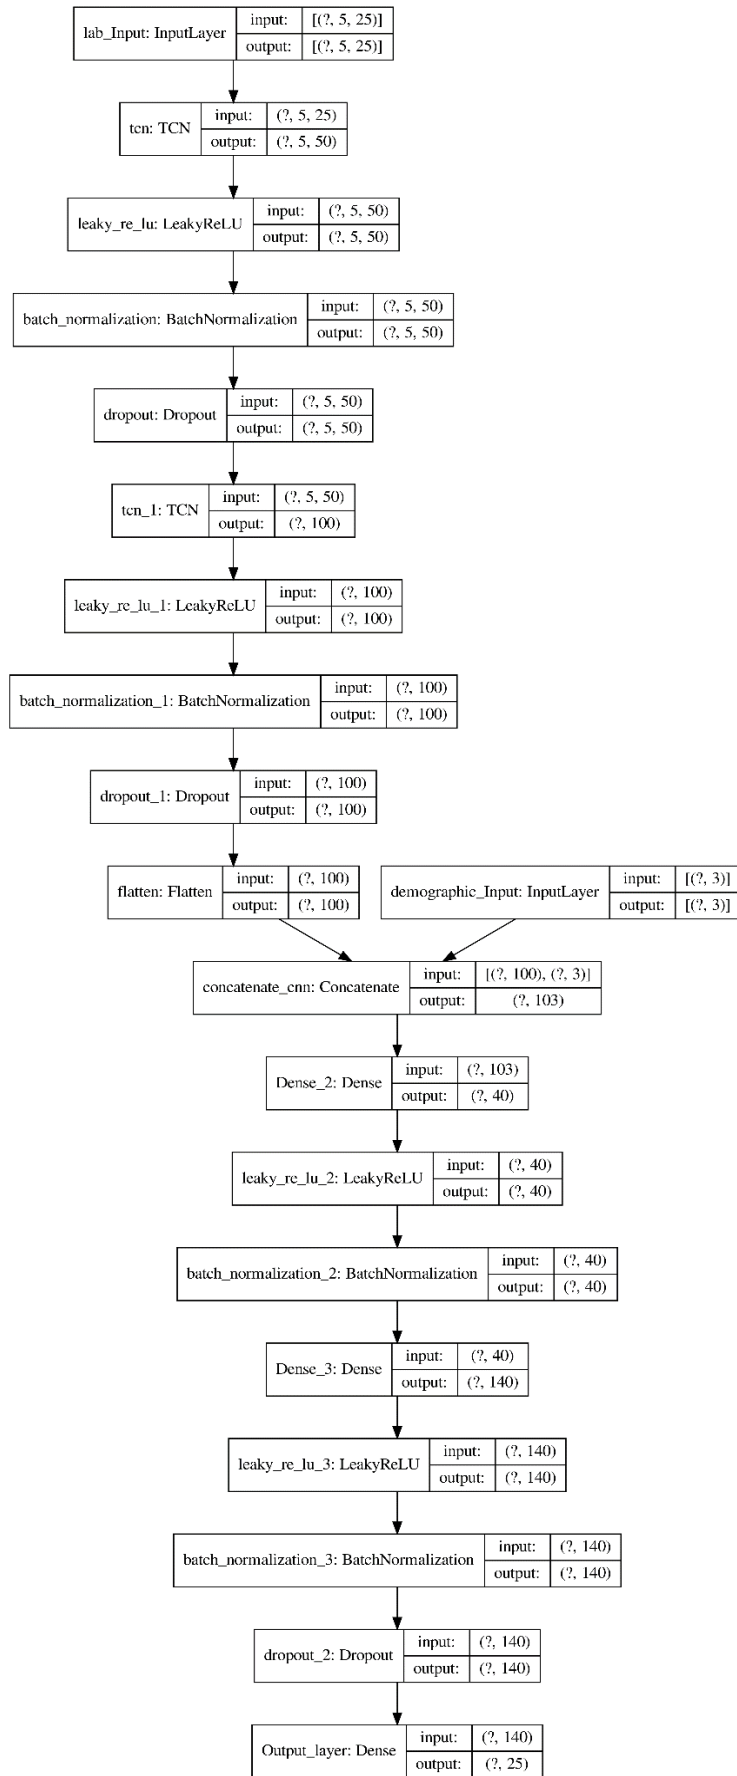 lab_Input: InputLayer
input: [(?, 5, 25)]
output: [(?, 5, 25)]
tcn: TCN
input: (?, 5, 25)
output: (?, 5, 50)
leaky_re_lu: LeakyReLU
input: (?, 5, 50)
output: (?, 5, 50)
batch_normalization: BatchNormalization
input: (?, 5, 50)
output: (?, 5, 50)
dropout: Dropout
input: (?, 5, 50)
output: (?, 5, 50)
tcn_1: TCN
input: (?, 5, 50)
output: (?, 100)
leaky_re_lu_1: LeakyReLU
input: (?, 100)
output: (?, 100)
batch_normalization_1: BatchNormalization
input: (?, 100)
output: (?, 100)
dropout_1: Dropout
input: (?, 100)
output: (?, 100)
flatten: Flatten
input: (?, 100)
output: (?, 100)
demographic_Input: InputLayer
input: [(?, 3)]
output: [(?, 3)]
concatenate_cnn: Concatenate
input: [(?, 100), (?, 3)]
output: (?, 103)
Dense_2: Dense
input: (?, 103)
output: (?, 40)
leaky_re_lu_2: LeakyReLU
input: (?, 40)
output: (?, 40)
batch_normalization_2: BatchNormalization
input: (?, 40)
output: (?, 40)
Dense_3: Dense
input: (?, 40)
output: (?, 140)
leaky_re_lu_3: LeakyReLU
input: (?, 140)
output: (?, 140)
batch_normalization_3: BatchNormalization
input: (?, 140)
output: (?, 140)
dropout_2: Dropout
input: (?, 140)
output: (?, 140)
Output_layer: Dense
input: (?, 140)
output: (?, 25)